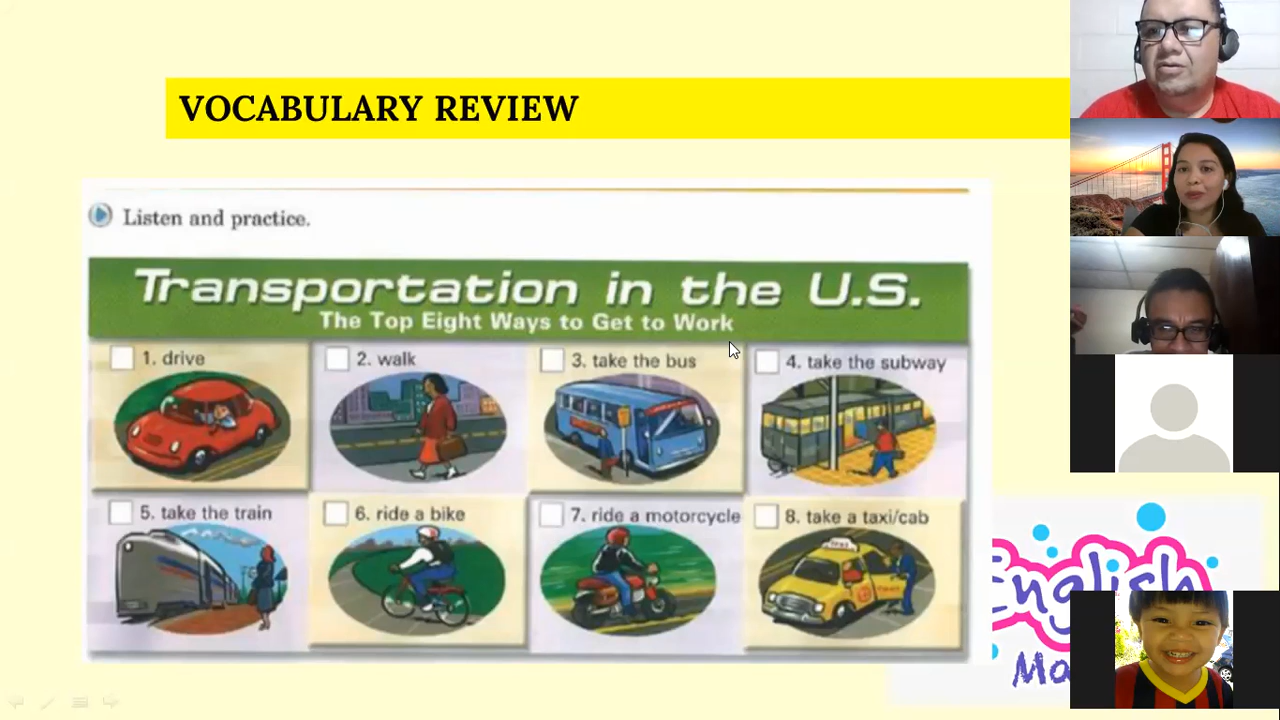 VOCABULARY REVIEW
Listen and practice.
Transportation in the U.S.
The Top Eight Ways to Get to Work
1. drive
2. walk
3. take the bus
4. take the subway
5. take the train
6. ride a bike
7. ride a motorcycle
8. take a taxi/cab
English